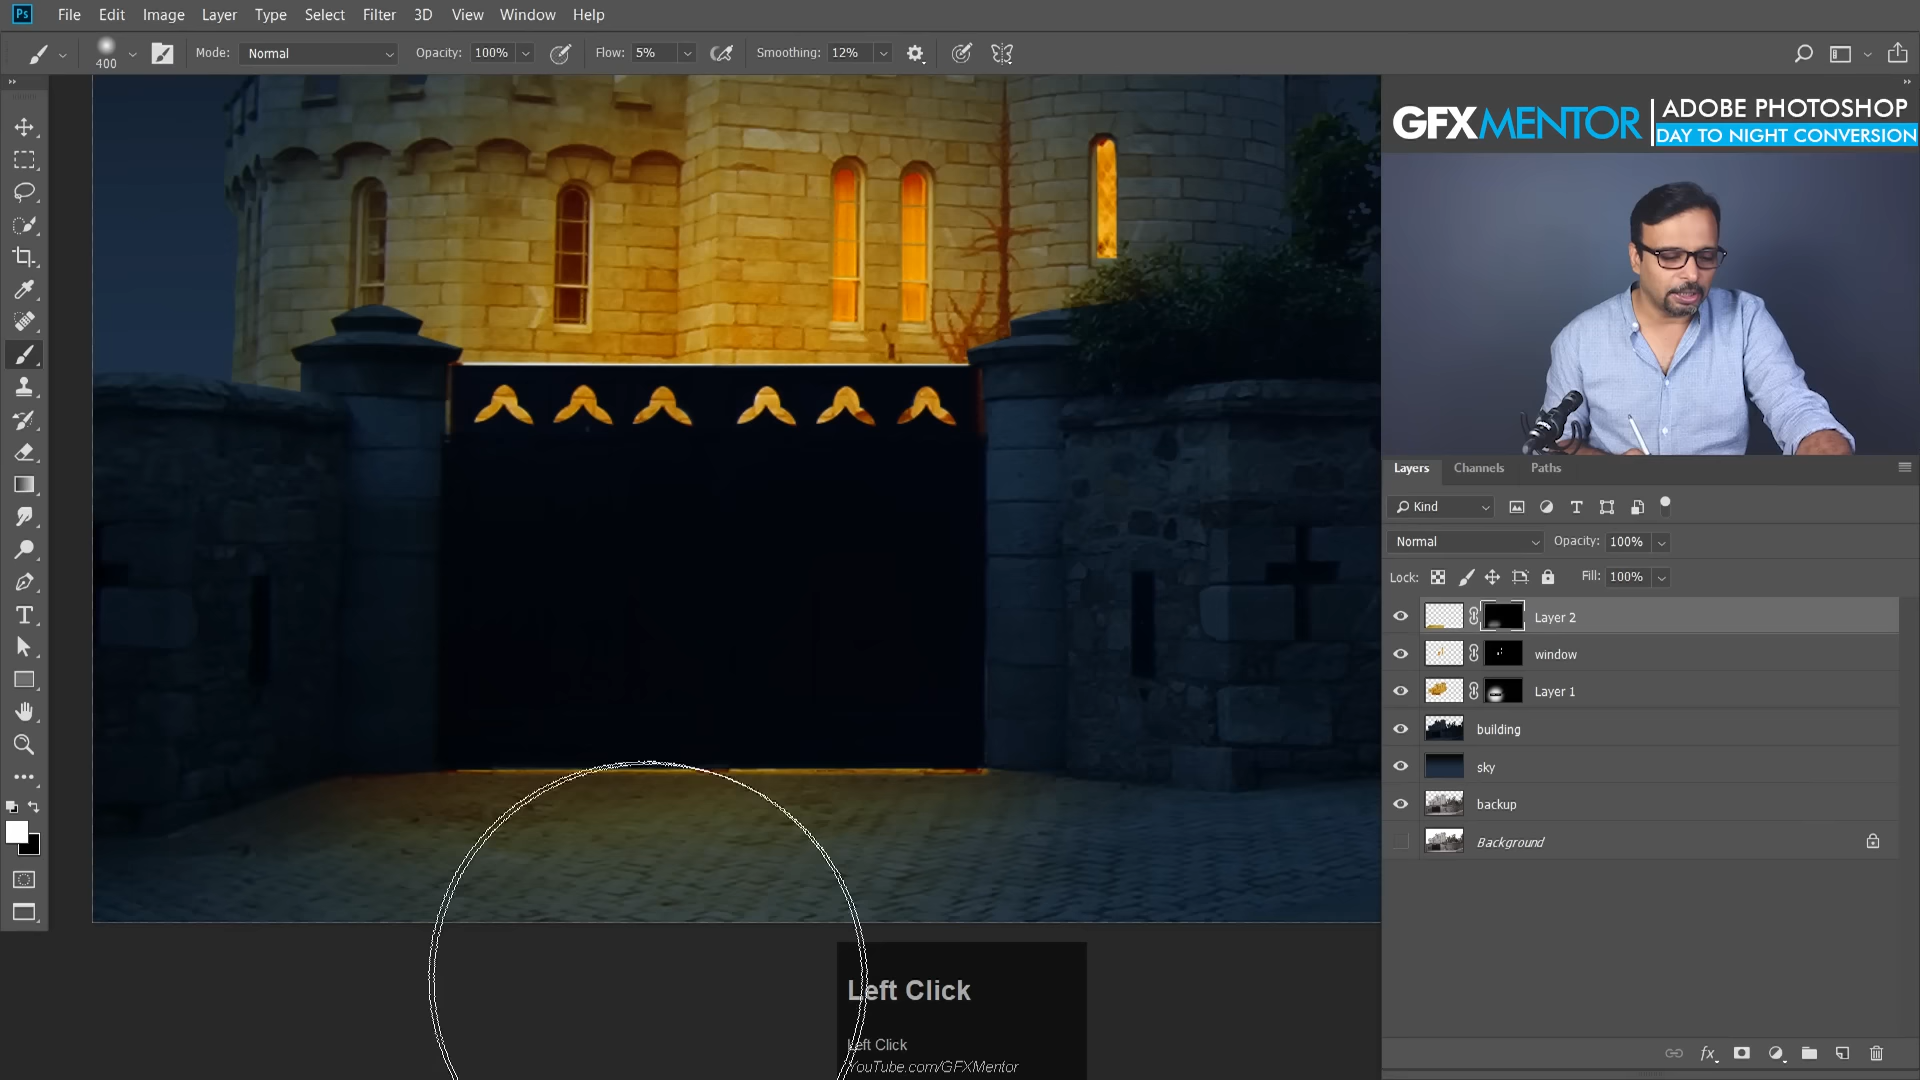 Ps File Edit Image Layer Type Select Filter 3D View Window Help
400 Mode: Normal Opacity: 100% Flow: 5% Smoothing: 12%
GFXMENTOR
ADOBE PHOTOSHOP
DAY TO NIGHT CONVERSION
Layers Channels Paths
Kind
Normal Opacity: 100%
Lock: Fill: 100%
Layer 2
window
Layer 1
building
sky
backup
Background
Left Click
Left Click
YouTube.com/GFXMentor